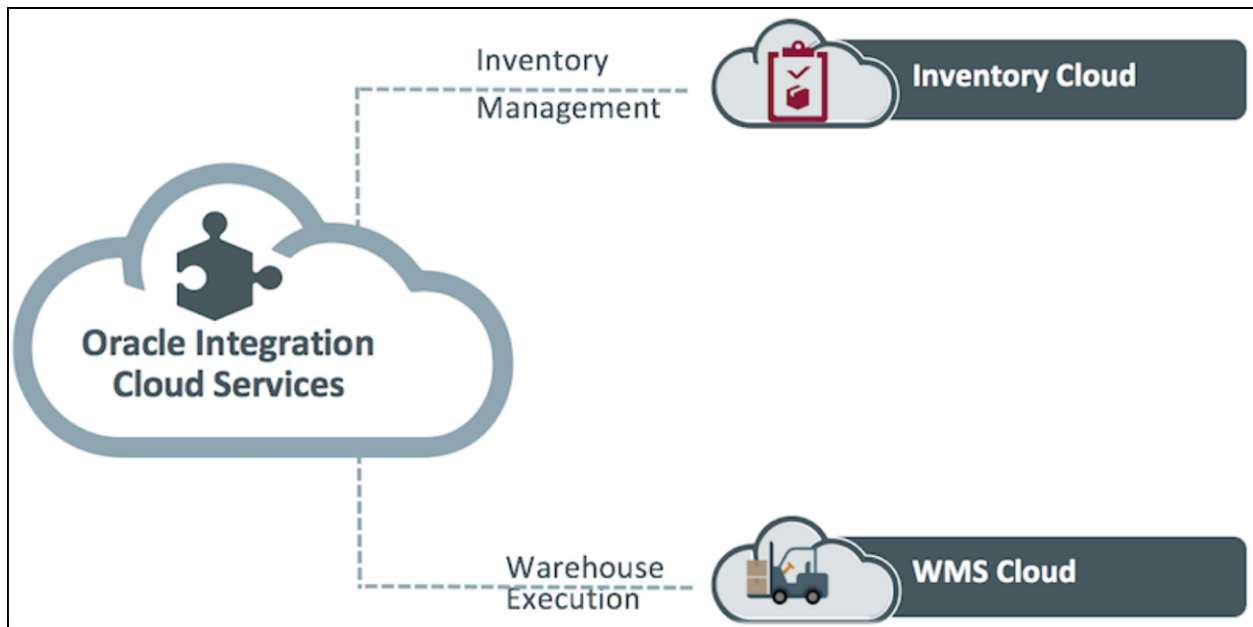 Inventory
Management
Inventory Cloud
Oracle Integration
Cloud Services
Warehouse
Execution
WMS Cloud